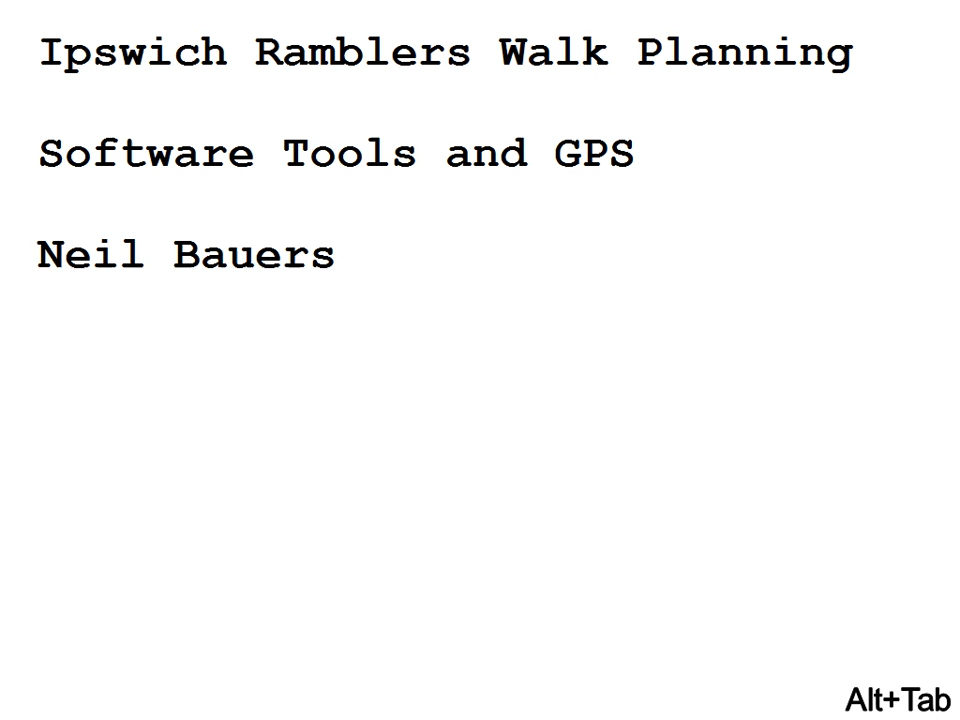 Ipswich Ramblers Walk Planning
Software Tools and GPS
Neil Bauers
Alt+Tab